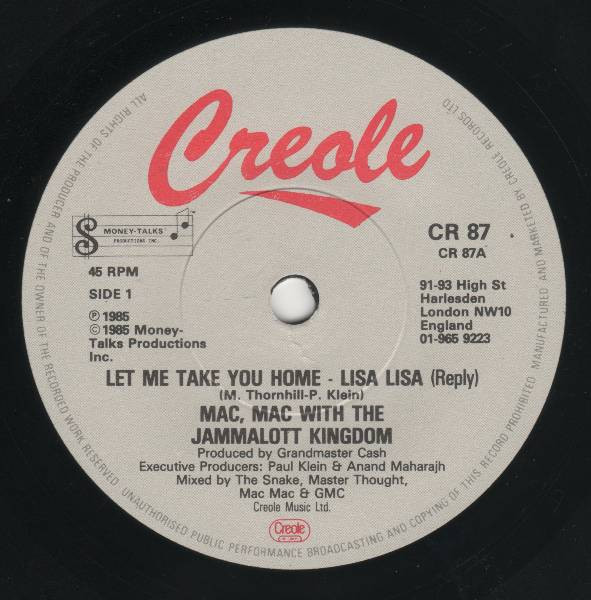 Creole
MONEY-TALKS
PRODUCTIONS INC.
45 RPM
SIDE 1
℗ 1985
© 1985 Money-
Talks Productions
Inc.
CR 87
CR 87A
91-93 High St
Harlesden
London NW10
England
01-965 9223
LET ME TAKE YOU HOME - LISA LISA (Reply)
(M. Thornhill-P. Klein)
MAC, MAC WITH THE
JAMMALOTT KINGDOM
Produced by Grandmaster Cash
Executive Producers: Paul Klein & Anand Maharajh
Mixed by The Snake, Master Thought,
Mac Mac & GMC
Creole Music Ltd.
Creole
ALL RIGHTS OF THE PRODUCER AND OF THE OWNER OF THE RECORDED WORK RESERVED. UNAUTHORISED PUBLIC PERFORMANCE BROADCASTING AND COPYING OF THIS RECORD PROHIBITED MANUFACTURED AND MARKETED BY CREOLE RECORDS LTD